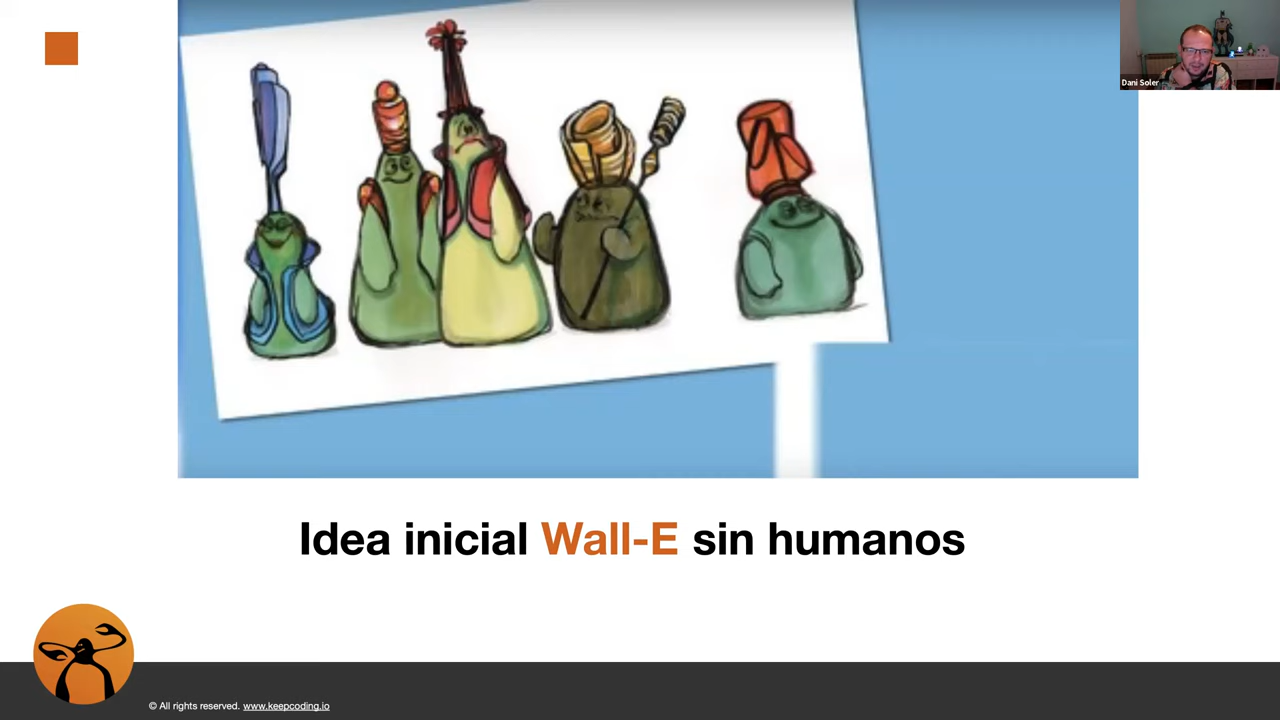 Dani Soler
Idea inicial Wall-E sin humanos
© All rights reserved. www.keepcoding.io